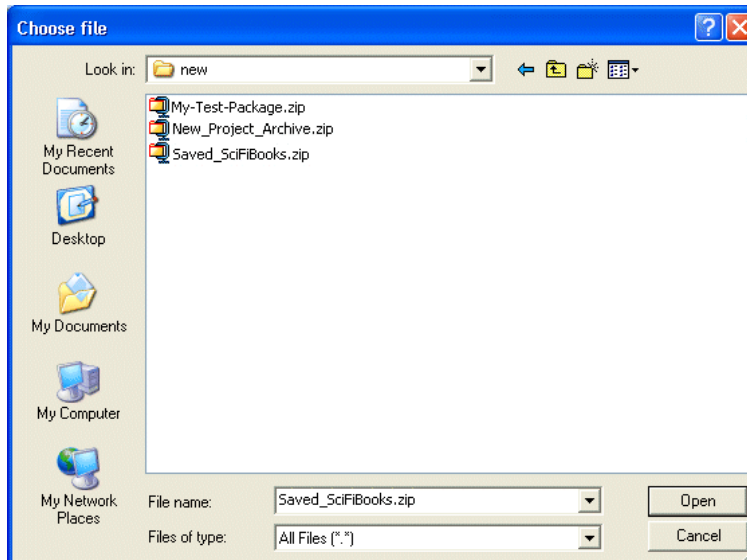 Choose file
Look in: new
My-Test-Package.zip
New_Project_Archive.zip
Saved_SciFiBooks.zip
My Recent
Documents
Desktop
My Documents
My Computer
My Network
Places
File name: Saved_SciFiBooks.zip Open
Files of type: All Files (*.*) Cancel